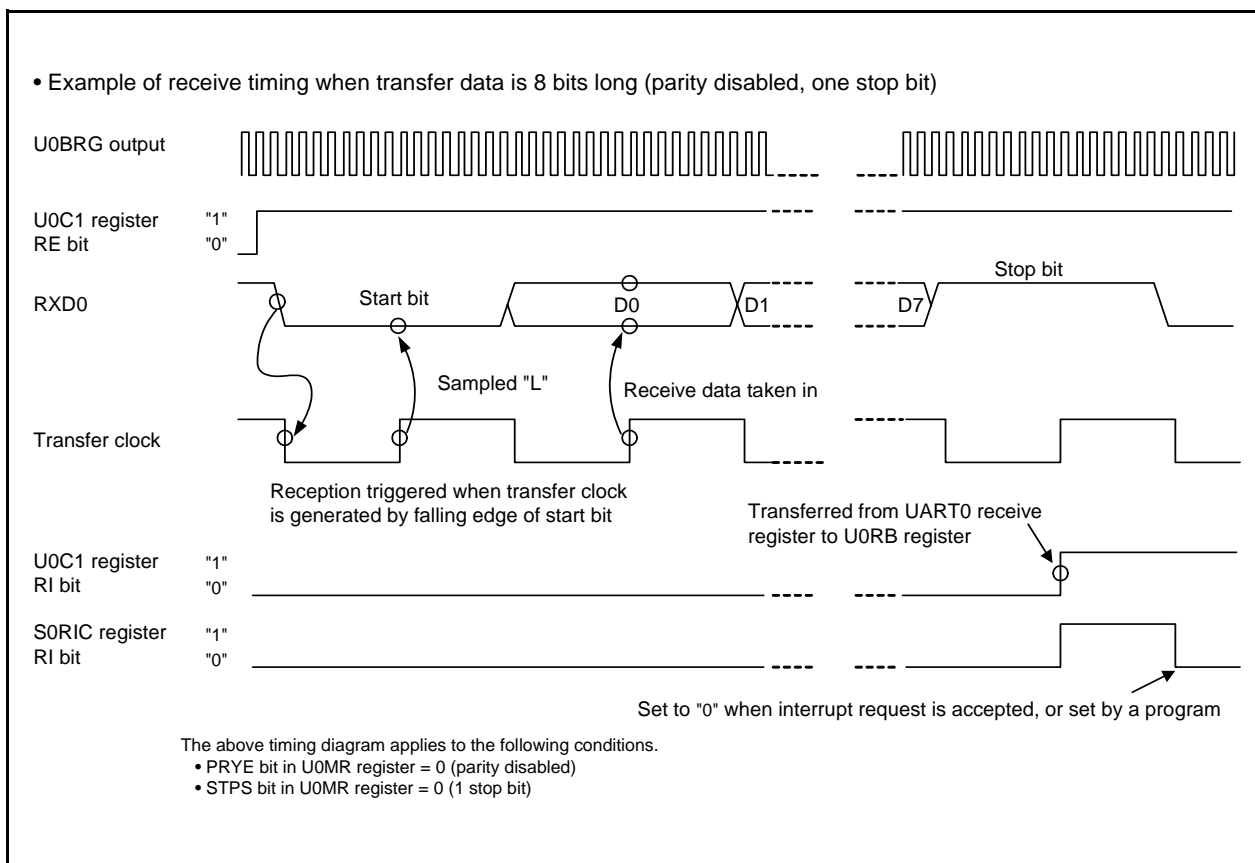 • Example of receive timing when transfer data is 8 bits long (parity disabled, one stop bit)
U0BRG output
U0C1 register "1"
RE bit "0"
Stop bit
RXD0
Start bit
D0
D1
D7
Sampled "L"
Receive data taken in
Transfer clock
Reception triggered when transfer clock
is generated by falling edge of start bit
Transferred from UART0 receive
register to U0RB register
U0C1 register "1"
RI bit "0"
S0RIC register "1"
RI bit "0"
Set to "0" when interrupt request is accepted, or set by a program
The above timing diagram applies to the following conditions.
• PRYE bit in U0MR register = 0 (parity disabled)
• STPS bit in U0MR register = 0 (1 stop bit)